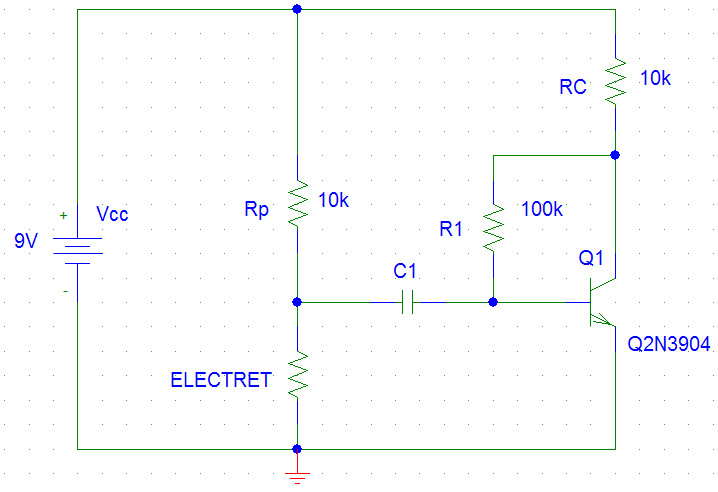 RC
10k
+
Vcc
9V
-
Rp
10k
R1
100k
C1
Q1
Q2N3904
ELECTRET